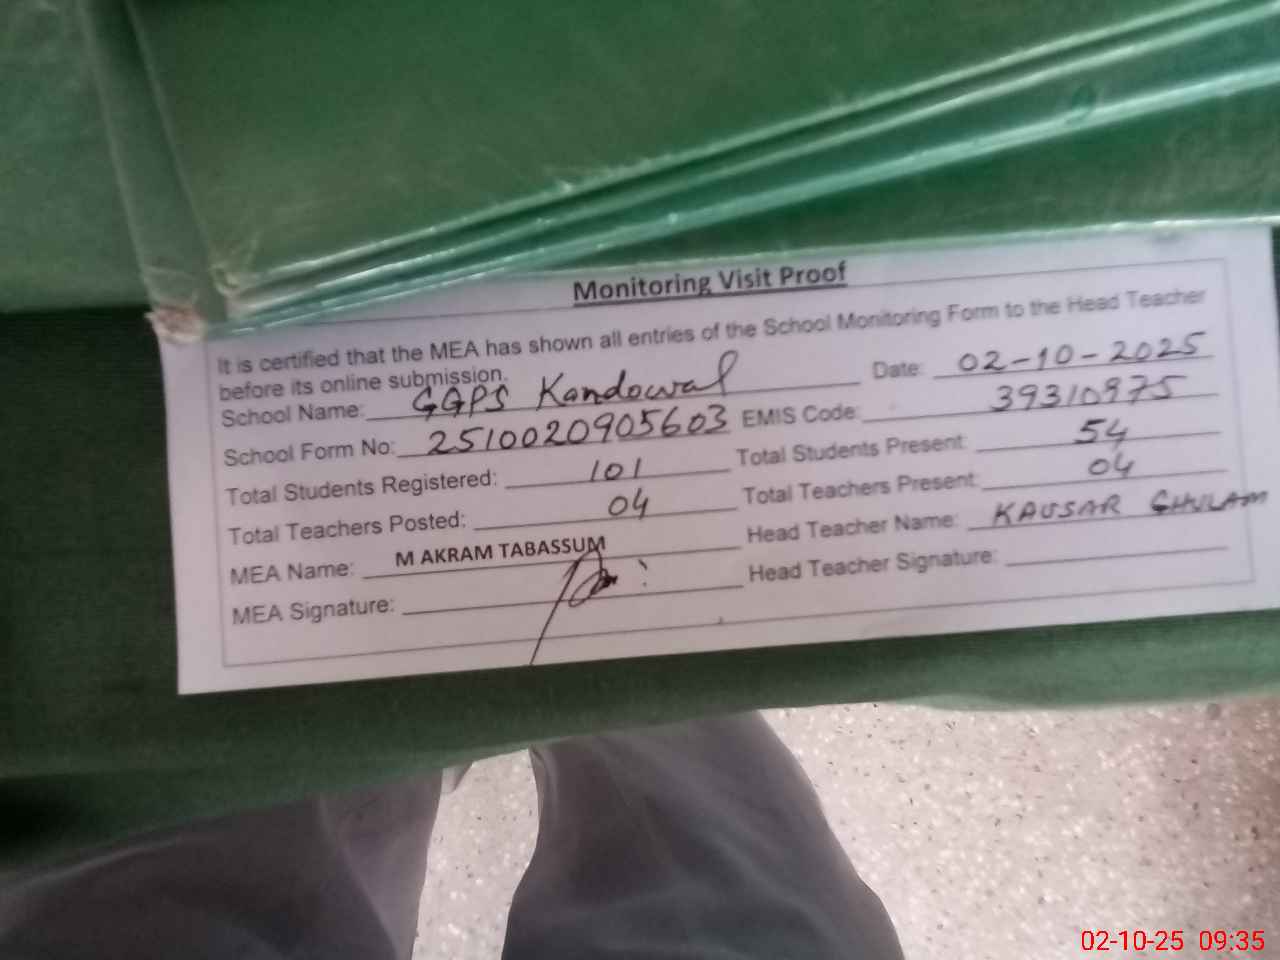 Monitoring Visit Proof
It is certified that the MEA has shown all entries of the School Monitoring Form to the Head Teacher
before its online submission.
School Name: GGPS Kandowal Date: 02-10-2025
School Form No: 2510020905603 EMIS Code: 39310975
Total Students Registered: 101 Total Students Present: 54
Total Teachers Posted: 04 Total Teachers Present: 04
MEA Name: M AKRAM TABASSUM Head Teacher Name: KAUSAR GHULAM
MEA Signature: Head Teacher Signature:
02-10-25 09:35